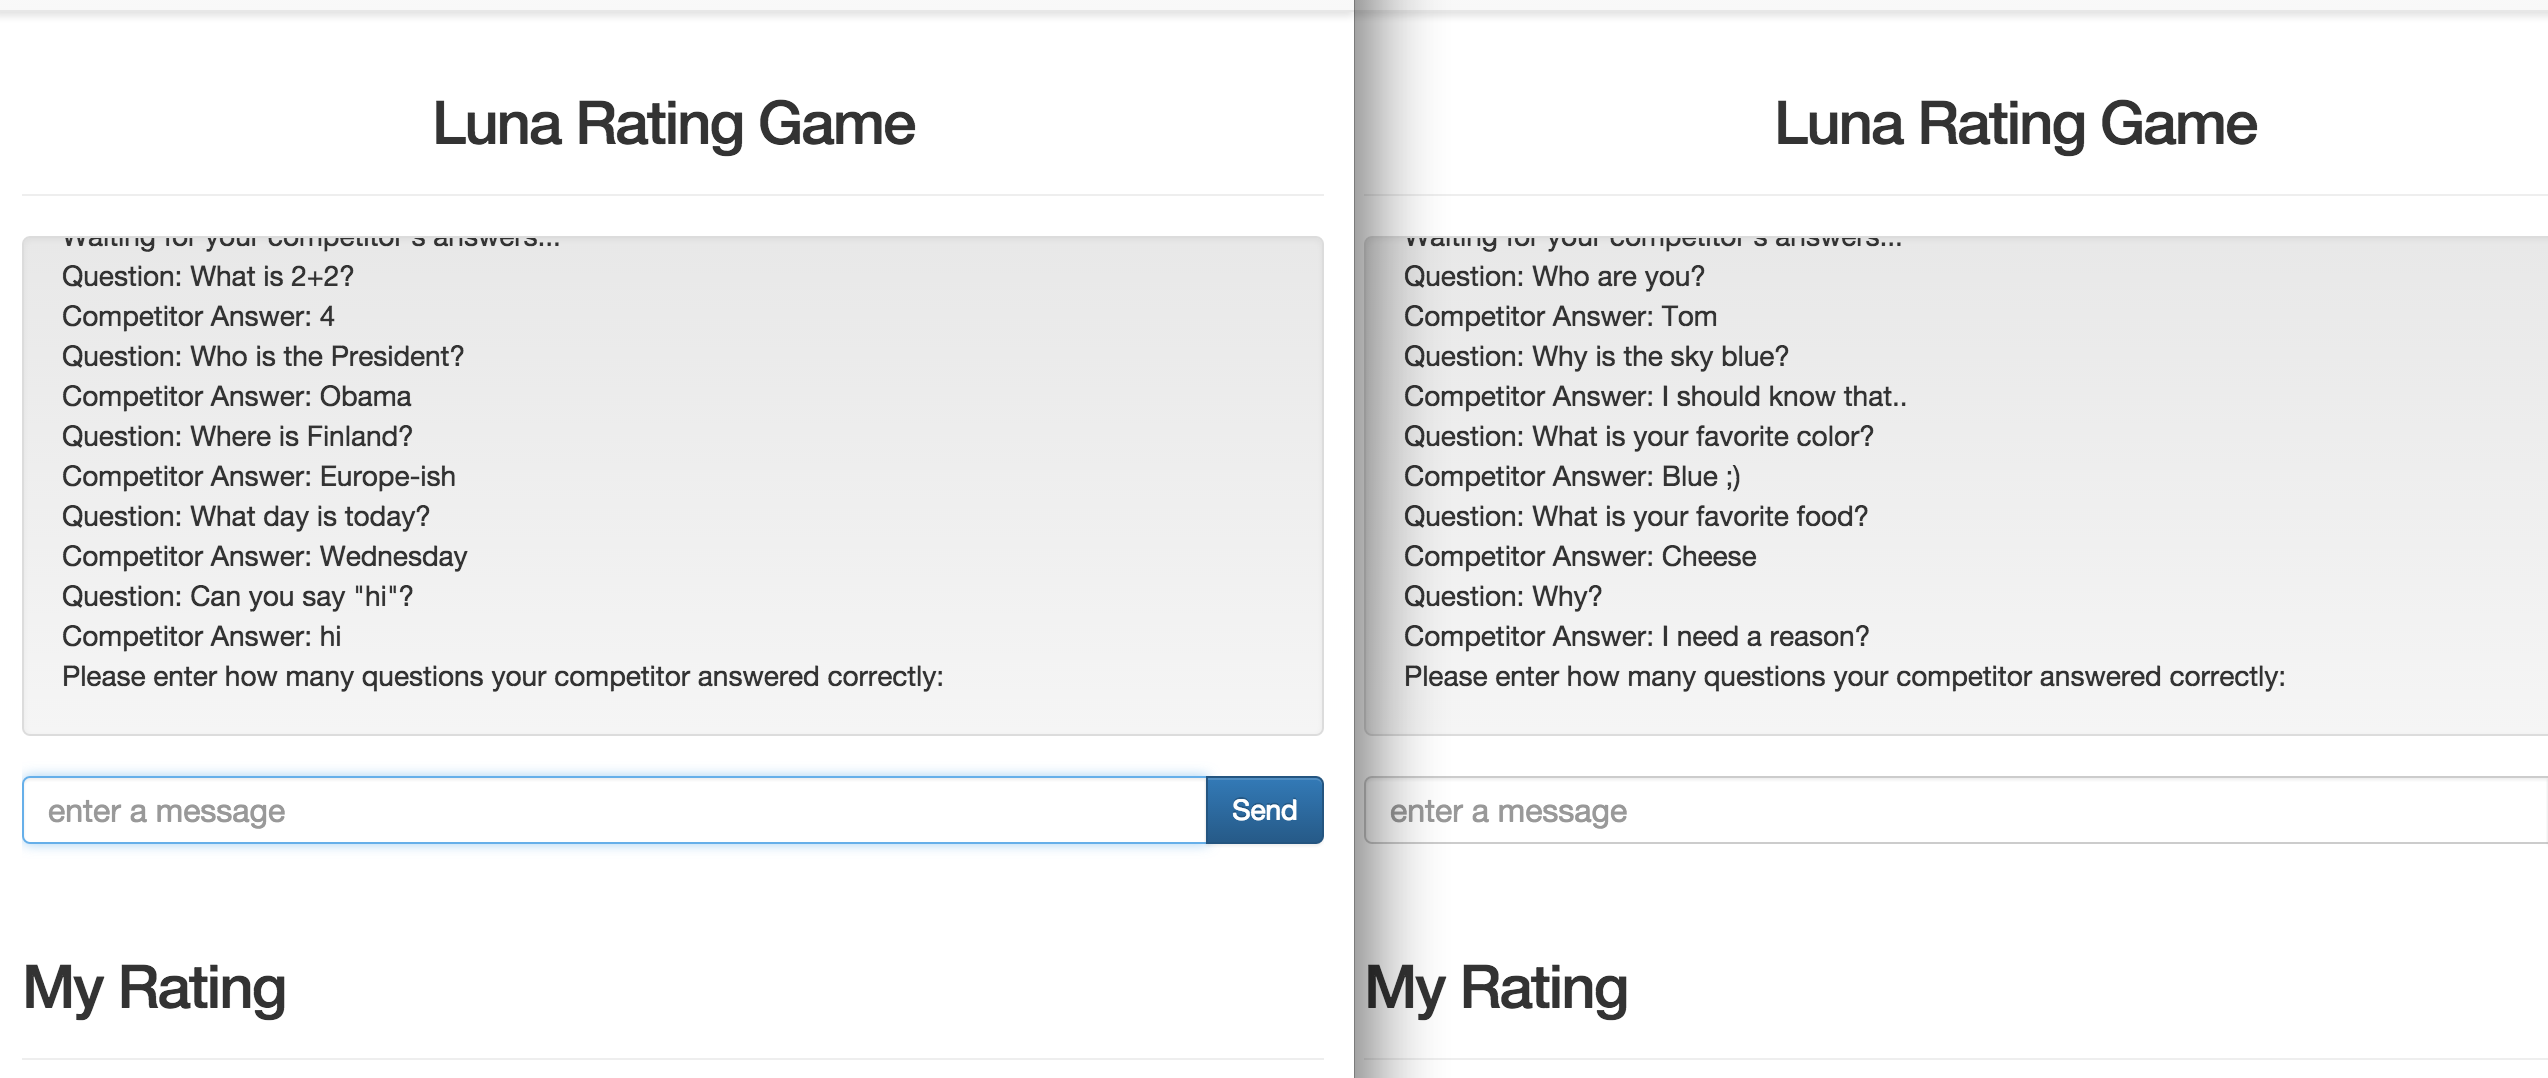 Luna Rating Game
Waiting for your competitor's answers...
Question: What is 2+2?
Competitor Answer: 4
Question: Who is the President?
Competitor Answer: Obama
Question: Where is Finland?
Competitor Answer: Europe-ish
Question: What day is today?
Competitor Answer: Wednesday
Question: Can you say "hi"?
Competitor Answer: hi
Please enter how many questions your competitor answered correctly:
enter a message
Send
My Rating
Luna Rating Game
Waiting for your competitor's answers...
Question: Who are you?
Competitor Answer: Tom
Question: Why is the sky blue?
Competitor Answer: I should know that..
Question: What is your favorite color?
Competitor Answer: Blue ;)
Question: What is your favorite food?
Competitor Answer: Cheese
Question: Why?
Competitor Answer: I need a reason?
Please enter how many questions your competitor answered correctly:
enter a message
My Rating